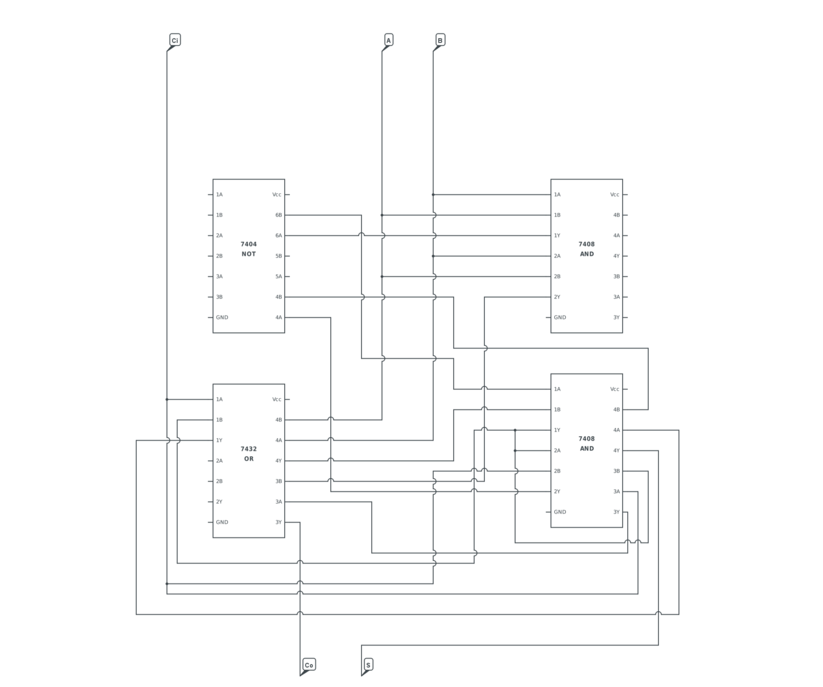 Ci
A
B
1A Vcc
1B 6B
2A 6A
2B 5B
3A 5A
3B 4B
GND 4A
7404
NOT
1A Vcc
1B 4B
1Y 4A
2A 4Y
2B 3B
2Y 3A
GND 3Y
7408
AND
1A Vcc
1B 4B
1Y 4A
2A 4Y
2B 3B
2Y 3A
GND 3Y
7432
OR
1A Vcc
1B 4B
1Y 4A
2A 4Y
2B 3B
2Y 3A
GND 3Y
7408
AND
Co
S